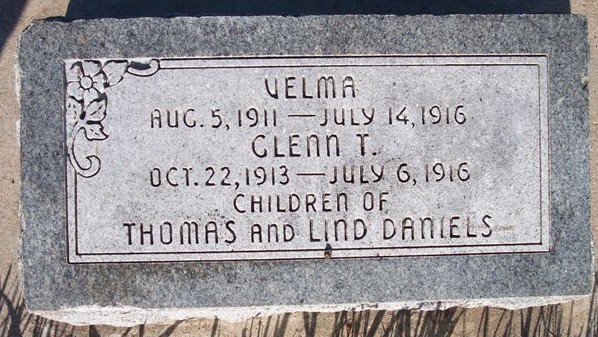 VELMA
AUG. 5, 1911 — JULY 14, 1916
GLENN T.
OCT. 22, 1913 — JULY 6, 1916
CHILDREN OF
THOMAS AND LIND DANIELS